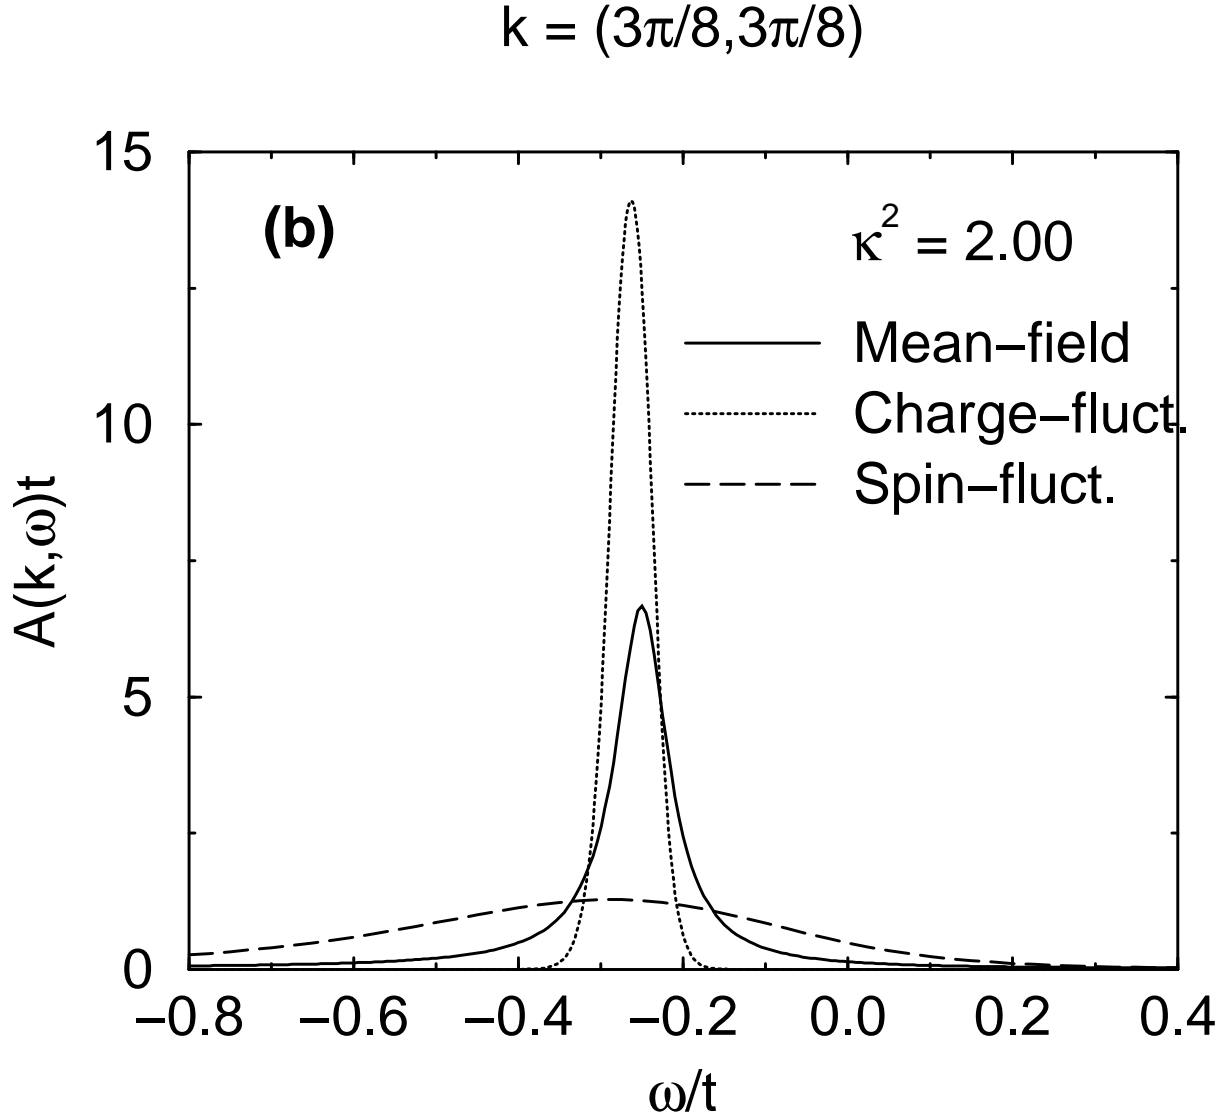 k = (3π/8,3π/8)
15
(b)
κ² = 2.00
Mean−field
10
Charge−fluct.
Spin−fluct.
A(k,ω)t
5
0
−0.8 −0.6 −0.4 −0.2 0.0 0.2 0.4
ω/t